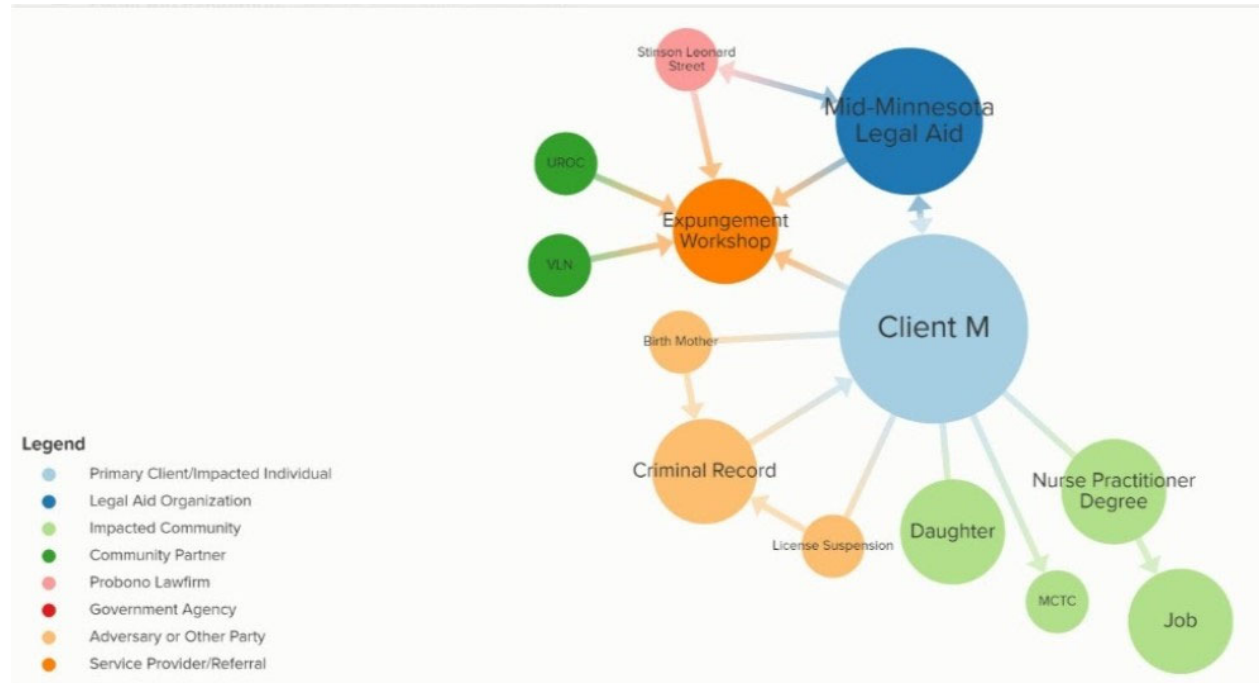 Stinson Leonard
Street
Mid-Minnesota
Legal Aid
UROC
Expungement
Workshop
VLN
Client M
Birth Mother
Criminal Record
Nurse Practitioner
Degree
Daughter
License Suspension
MCTC
Job
Legend
Primary Client/Impacted Individual
Legal Aid Organization
Impacted Community
Community Partner
Probono Lawfirm
Government Agency
Adversary or Other Party
Service Provider/Referral